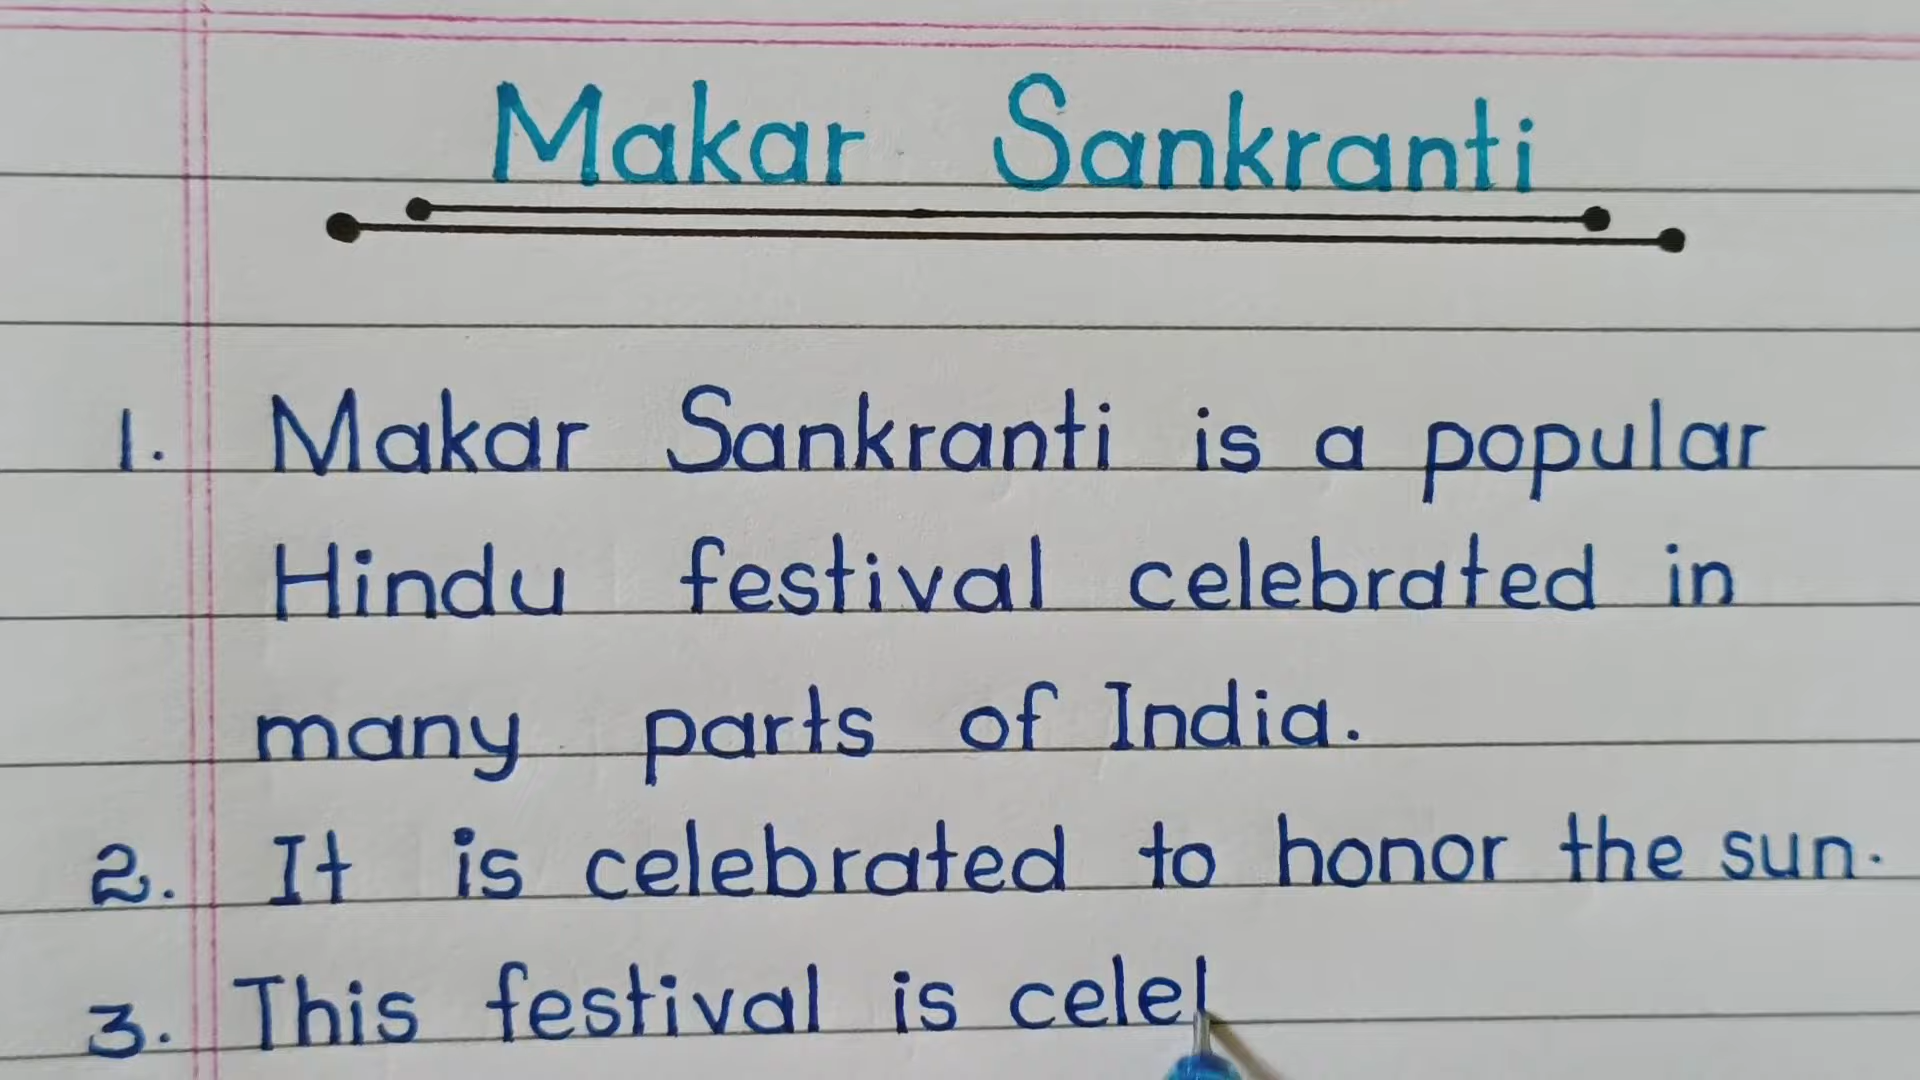 Makar Sankranti
1. Makar Sankranti is a popular
Hindu festival celebrated in
many parts of India.
2. It is celebrated to honor the sun.
3. This festival is